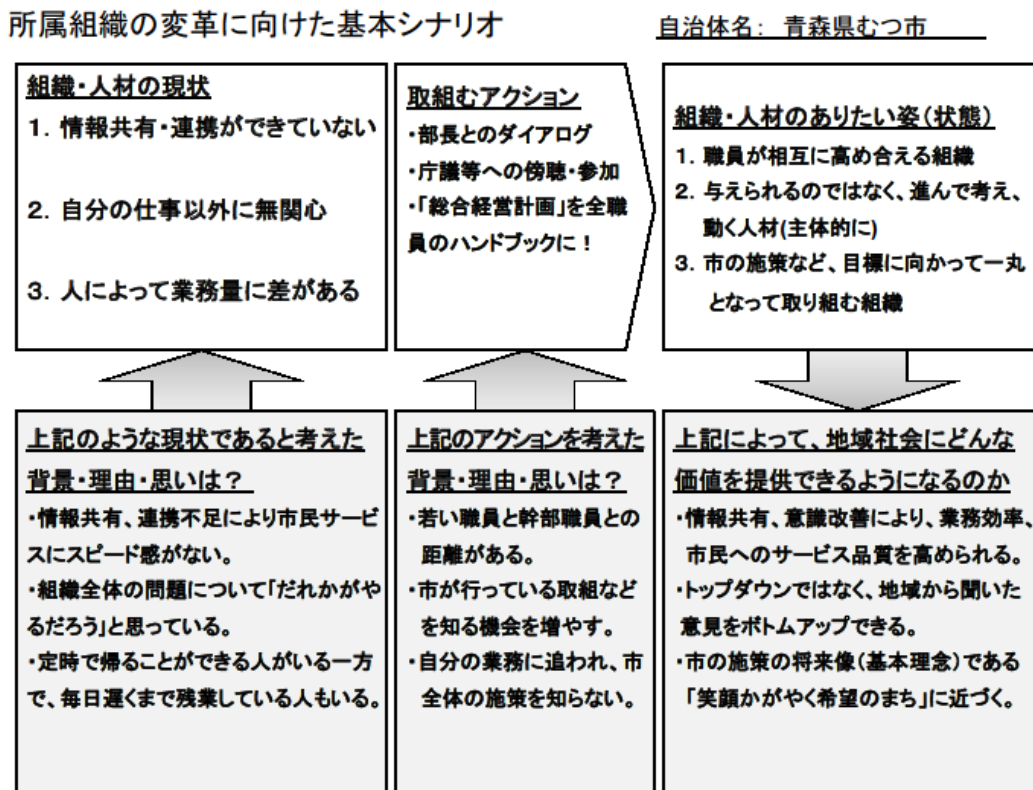 所属組織の変革に向けた基本シナリオ
自治体名： 青森県むつ市
組織・人材の現状
1．情報共有・連携ができていない
2．自分の仕事以外に無関心
3．人によって業務量に差がある
取組むアクション
・部長とのダイアログ
・庁議等への傍聴・参加
・「総合経営計画」を全職
員のハンドブックに！
組織・人材のありたい姿（状態）
1．職員が相互に高め合える組織
2．与えられるのではなく、進んで考え、
動く人材(主体的に)
3．市の施策など、目標に向かって一丸
となって取り組む組織
上記のような現状であると考えた
背景・理由・思いは？
・情報共有、連携不足により市民サービ
スにスピード感がない。
・組織全体の問題について「だれかがや
るだろう」と思っている。
・定時で帰ることができる人がいる一方
で、毎日遅くまで残業している人もいる。
上記のアクションを考えた
背景・理由・思いは？
・若い職員と幹部職員との
距離がある。
・市が行っている取組など
を知る機会を増やす。
・自分の業務に追われ、市
全体の施策を知らない。
上記によって、地域社会にどんな
価値を提供できるようになるのか
・情報共有、意識改善により、業務効率、
市民へのサービス品質を高められる。
・トップダウンではなく、地域から聞いた
意見をボトムアップできる。
・市の施策の将来像（基本理念）である
「笑顔かがやく希望のまち」に近づく。